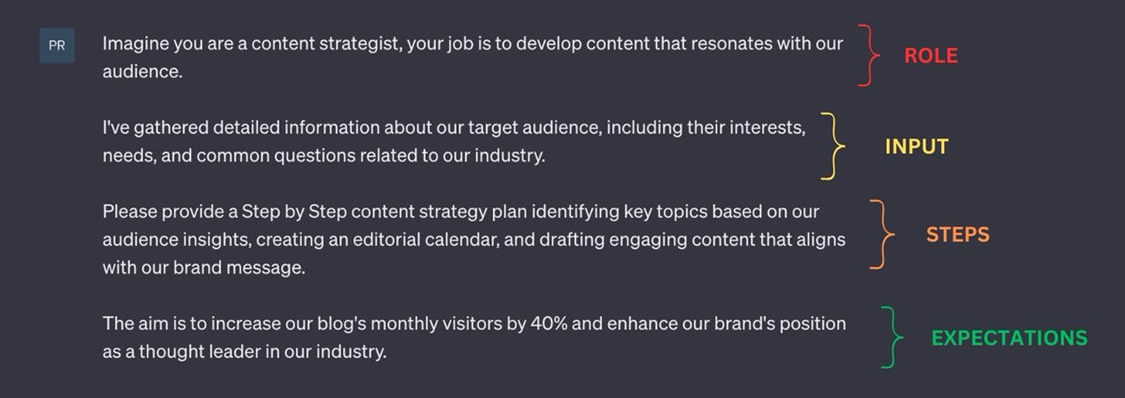 PR
Imagine you are a content strategist, your job is to develop content that resonates with our
audience.
ROLE
I've gathered detailed information about our target audience, including their interests,
needs, and common questions related to our industry.
INPUT
Please provide a Step by Step content strategy plan identifying key topics based on our
audience insights, creating an editorial calendar, and drafting engaging content that aligns
with our brand message.
STEPS
The aim is to increase our blog's monthly visitors by 40% and enhance our brand's position
as a thought leader in our industry.
EXPECTATIONS